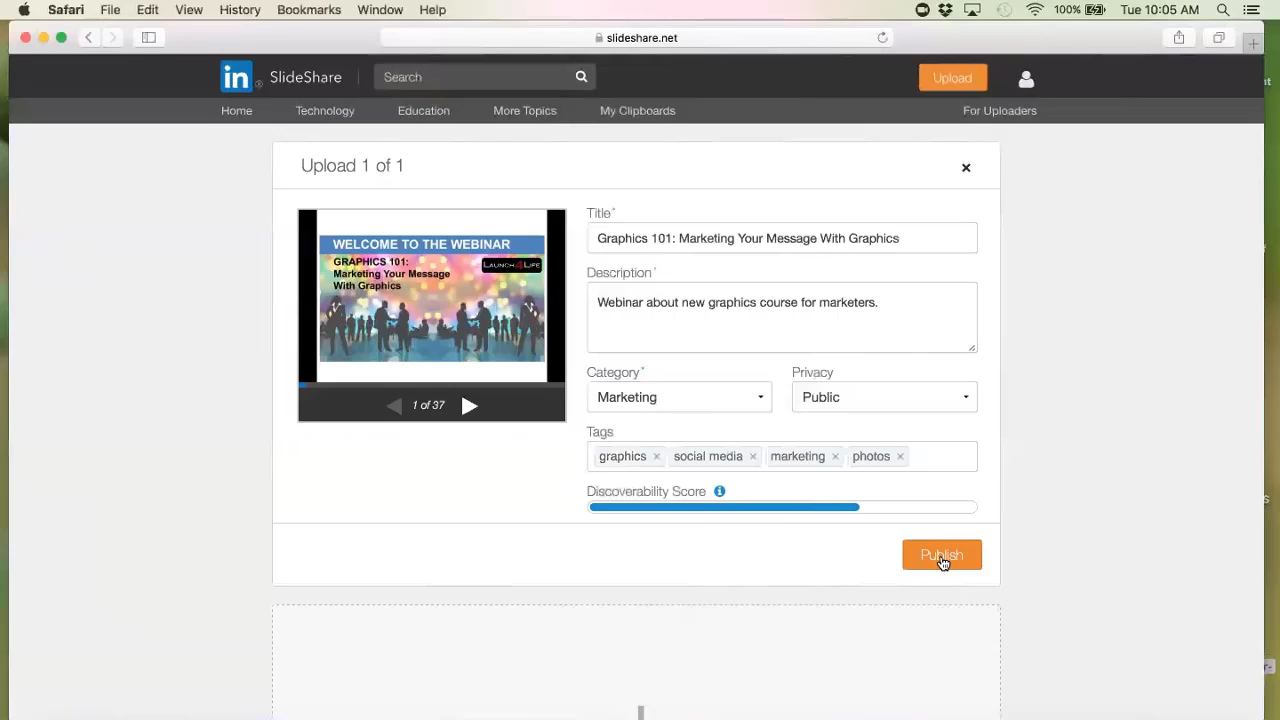 Safari File Edit View History Bookmarks Window Help 100% Tue 10:05 AM
slideshare.net
in SlideShare Search Upload
Home Technology Education More Topics My Clipboards For Uploaders
Upload 1 of 1
WELCOME TO THE WEBINAR
GRAPHICS 101:
Marketing Your Message
With Graphics
LAUNCH4LIFE
1 of 37
Title*
Graphics 101: Marketing Your Message With Graphics
Description*
Webinar about new graphics course for marketers.
Category* Privacy
Marketing Public
Tags
graphics × social media × marketing × photos ×
Discoverability Score
Publish